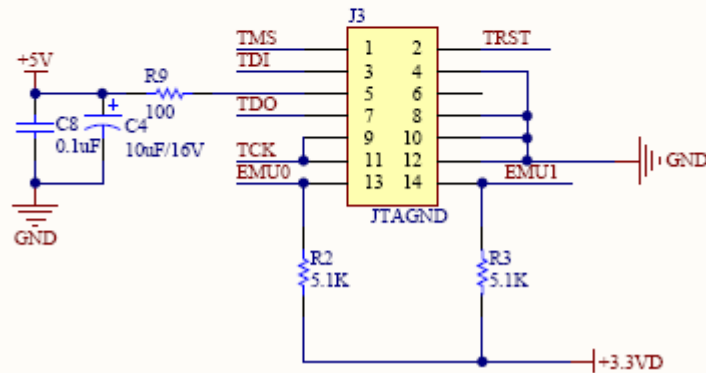 J3
TMS 1 2 TRST
TDI 3 4
+5V R9 100 5 6
TDO 7 8
C8 0.1uF
+ C4 10uF/16V
9 10
TCK 11 12 GND
EMU0 13 14 EMU1
GND
JTAGND
R2 5.1K
R3 5.1K
+3.3VD